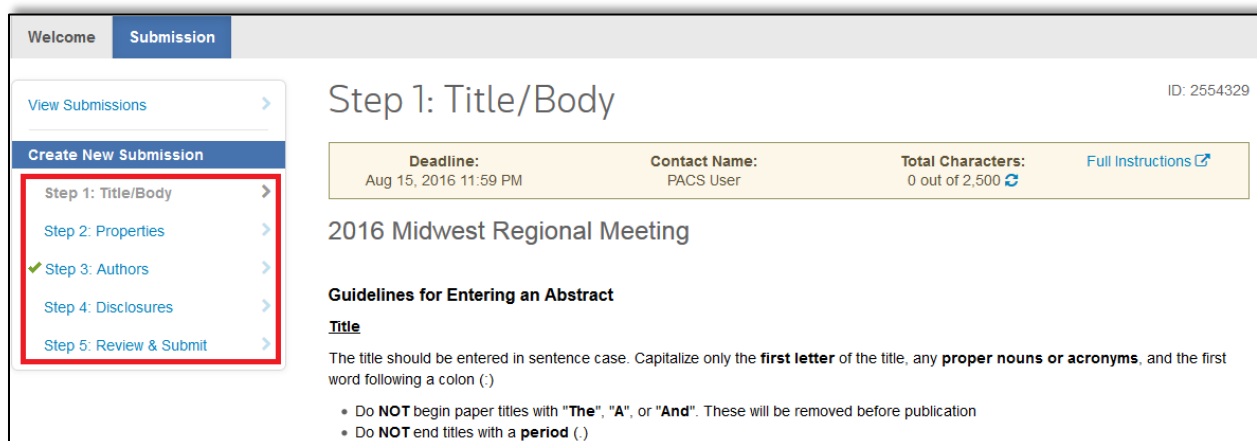 Welcome
Submission
View Submissions
Create New Submission
Step 1: Title/Body
Step 2: Properties
Step 3: Authors
Step 4: Disclosures
Step 5: Review & Submit
Step 1: Title/Body
ID: 2554329
Deadline:
Aug 15, 2016 11:59 PM
Contact Name:
PACS User
Total Characters:
0 out of 2,500
Full Instructions
2016 Midwest Regional Meeting
Guidelines for Entering an Abstract
Title
The title should be entered in sentence case. Capitalize only the first letter of the title, any proper nouns or acronyms, and the first
word following a colon (:)
• Do NOT begin paper titles with "The", "A", or "And". These will be removed before publication
• Do NOT end titles with a period (.)